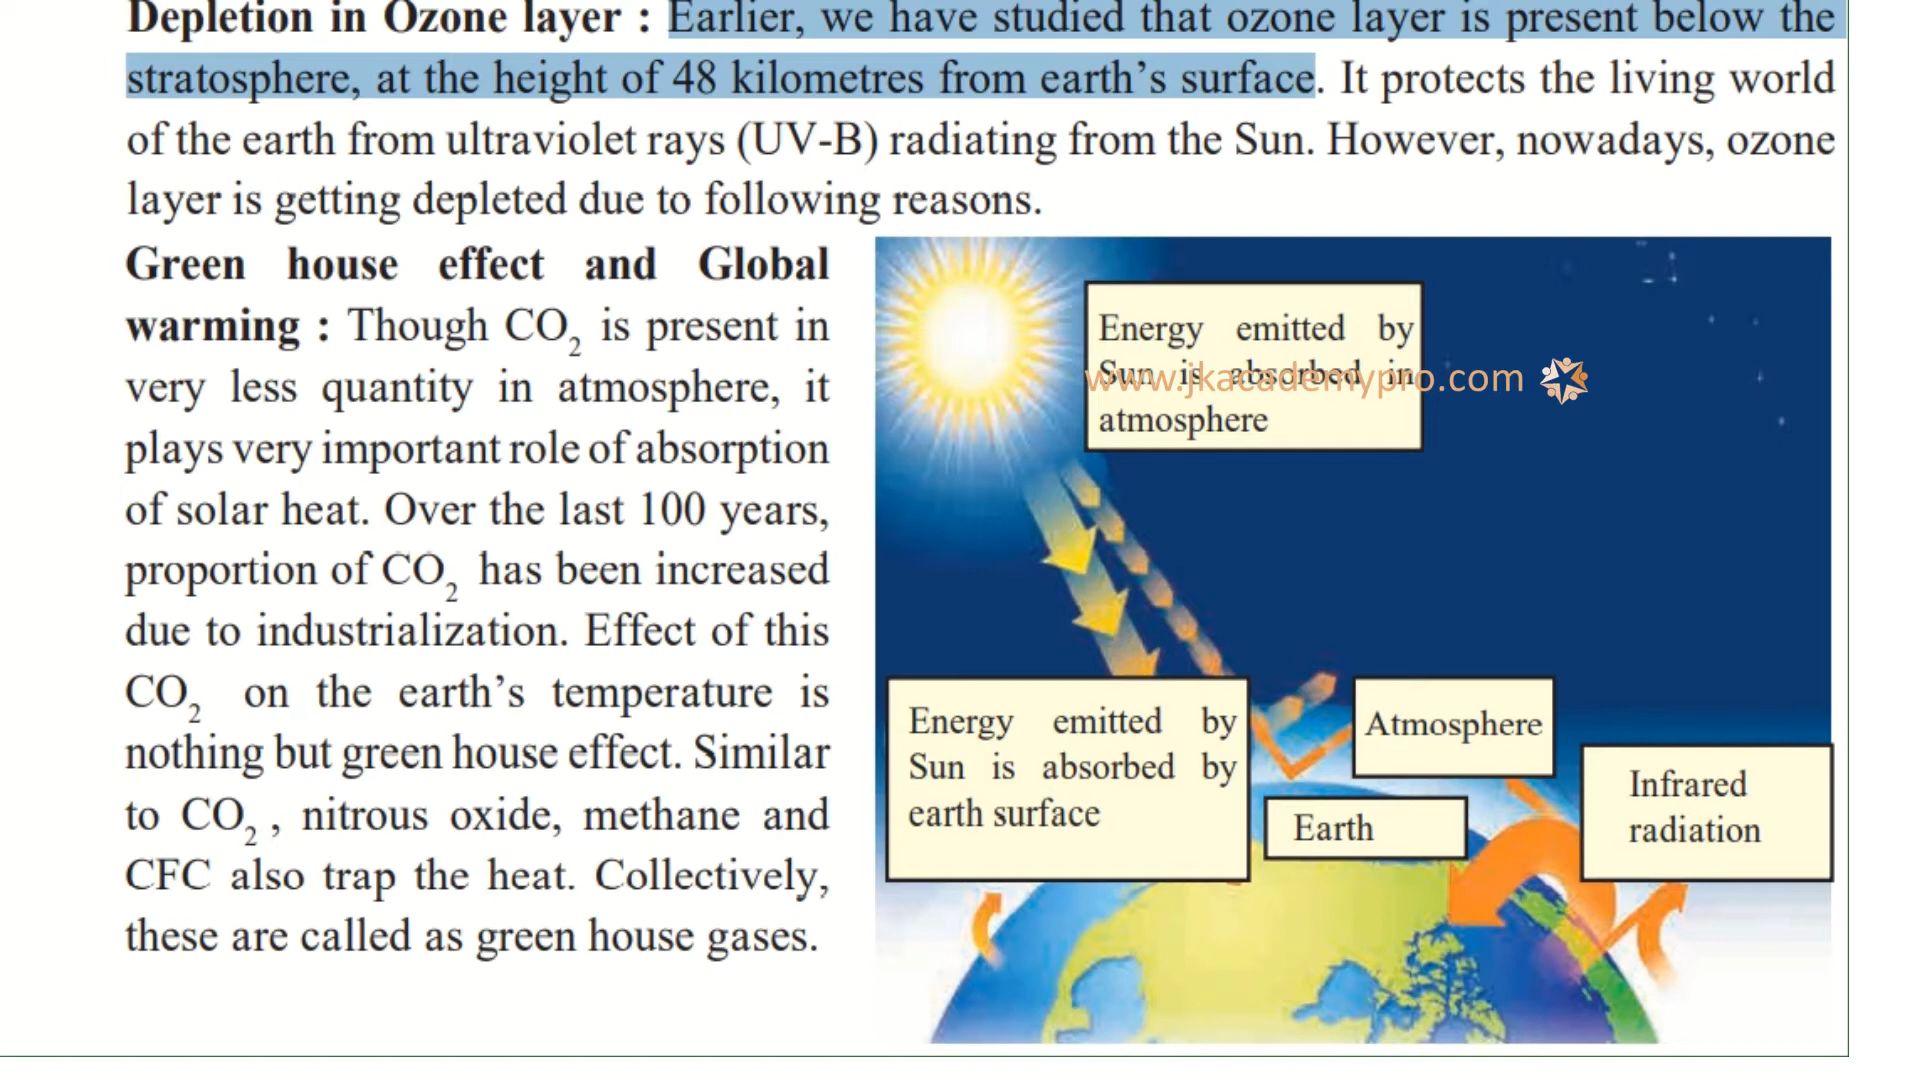 Depletion in Ozone layer : Earlier, we have studied that ozone layer is present below the
stratosphere, at the height of 48 kilometres from earth's surface. It protects the living world
of the earth from ultraviolet rays (UV-B) radiating from the Sun. However, nowadays, ozone
layer is getting depleted due to following reasons.
Green house effect and Global
warming : Though CO₂ is present in
very less quantity in atmosphere, it
plays very important role of absorption
of solar heat. Over the last 100 years,
proportion of CO₂ has been increased
due to industrialization. Effect of this
CO₂ on the earth's temperature is
nothing but green house effect. Similar
to CO₂ , nitrous oxide, methane and
CFC also trap the heat. Collectively,
these are called as green house gases.
Energy emitted by
Sun is absorbed in
atmosphere
www.jkacademypro.com
Energy emitted by
Sun is absorbed by
earth surface
Atmosphere
Earth
Infrared
radiation